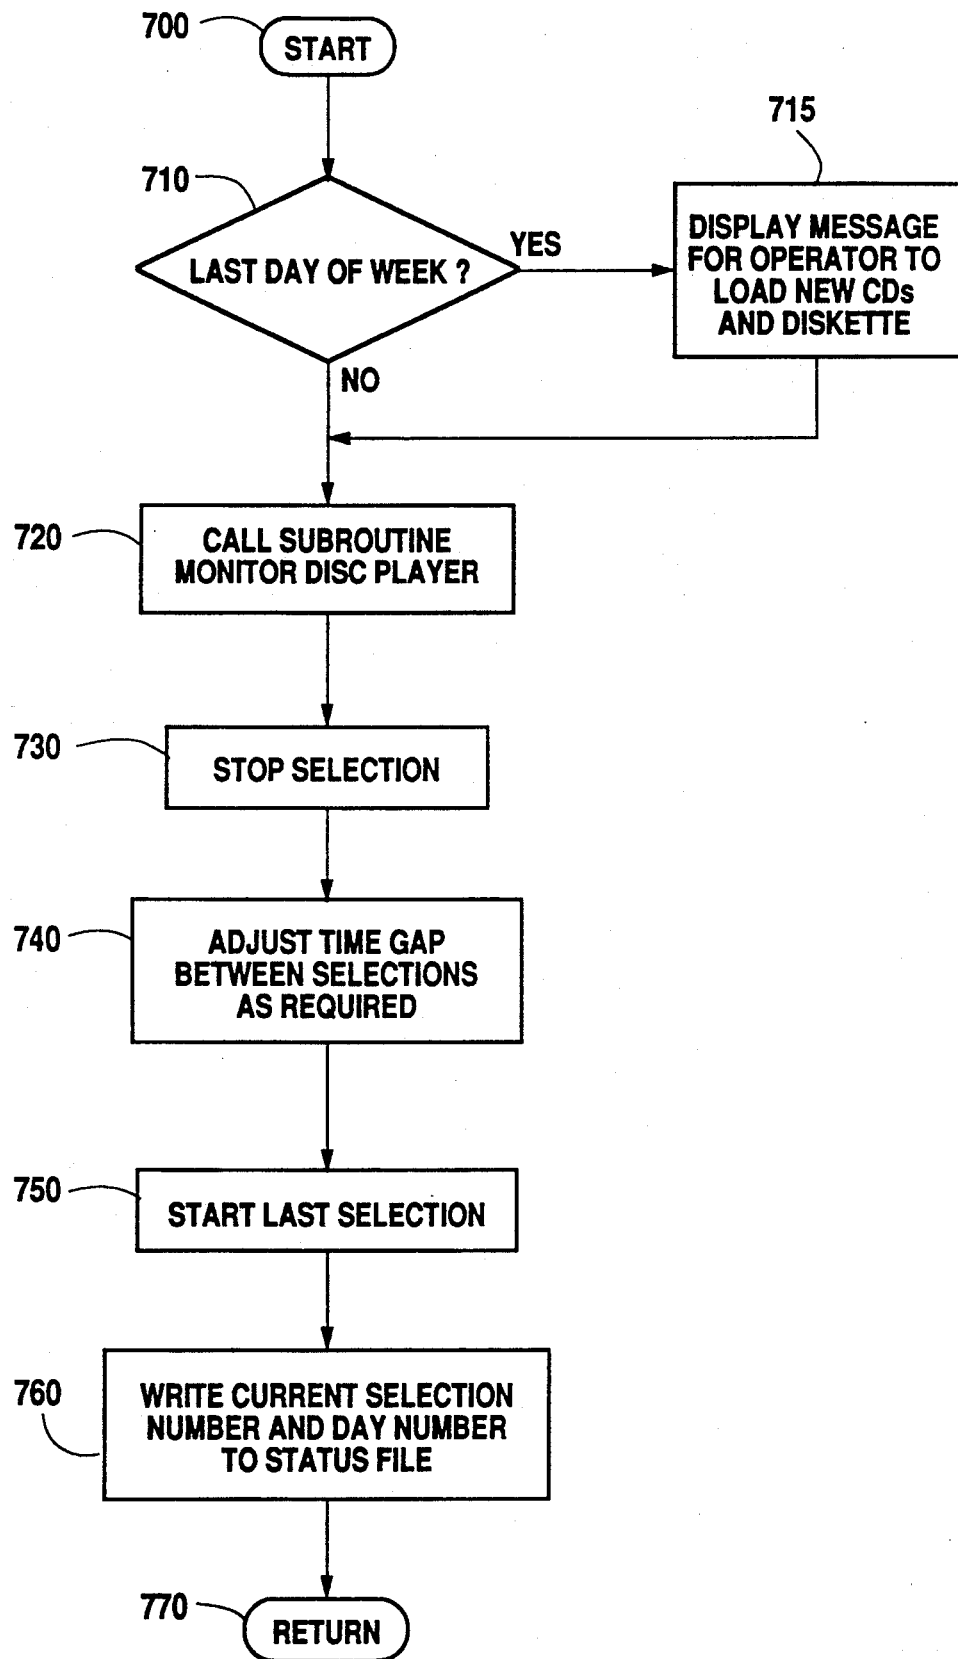 700
START
715
710
DISPLAY MESSAGE
FOR OPERATOR TO
LOAD NEW CDs
AND DISKETTE
YES
LAST DAY OF WEEK ?
NO
720
CALL SUBROUTINE
MONITOR DISC PLAYER
730
STOP SELECTION
740
ADJUST TIME GAP
BETWEEN SELECTIONS
AS REQUIRED
750
START LAST SELECTION
760
WRITE CURRENT SELECTION
NUMBER AND DAY NUMBER
TO STATUS FILE
770
RETURN